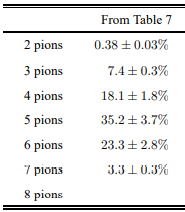 From Table 7
2 pions 0.38 ± 0.03%
3 pions 7.4 ± 0.3%
4 pions 18.1 ± 1.8%
5 pions 35.2 ± 3.7%
6 pions 23.3 ± 2.8%
7 pions 3.3 ± 0.3%
8 pions